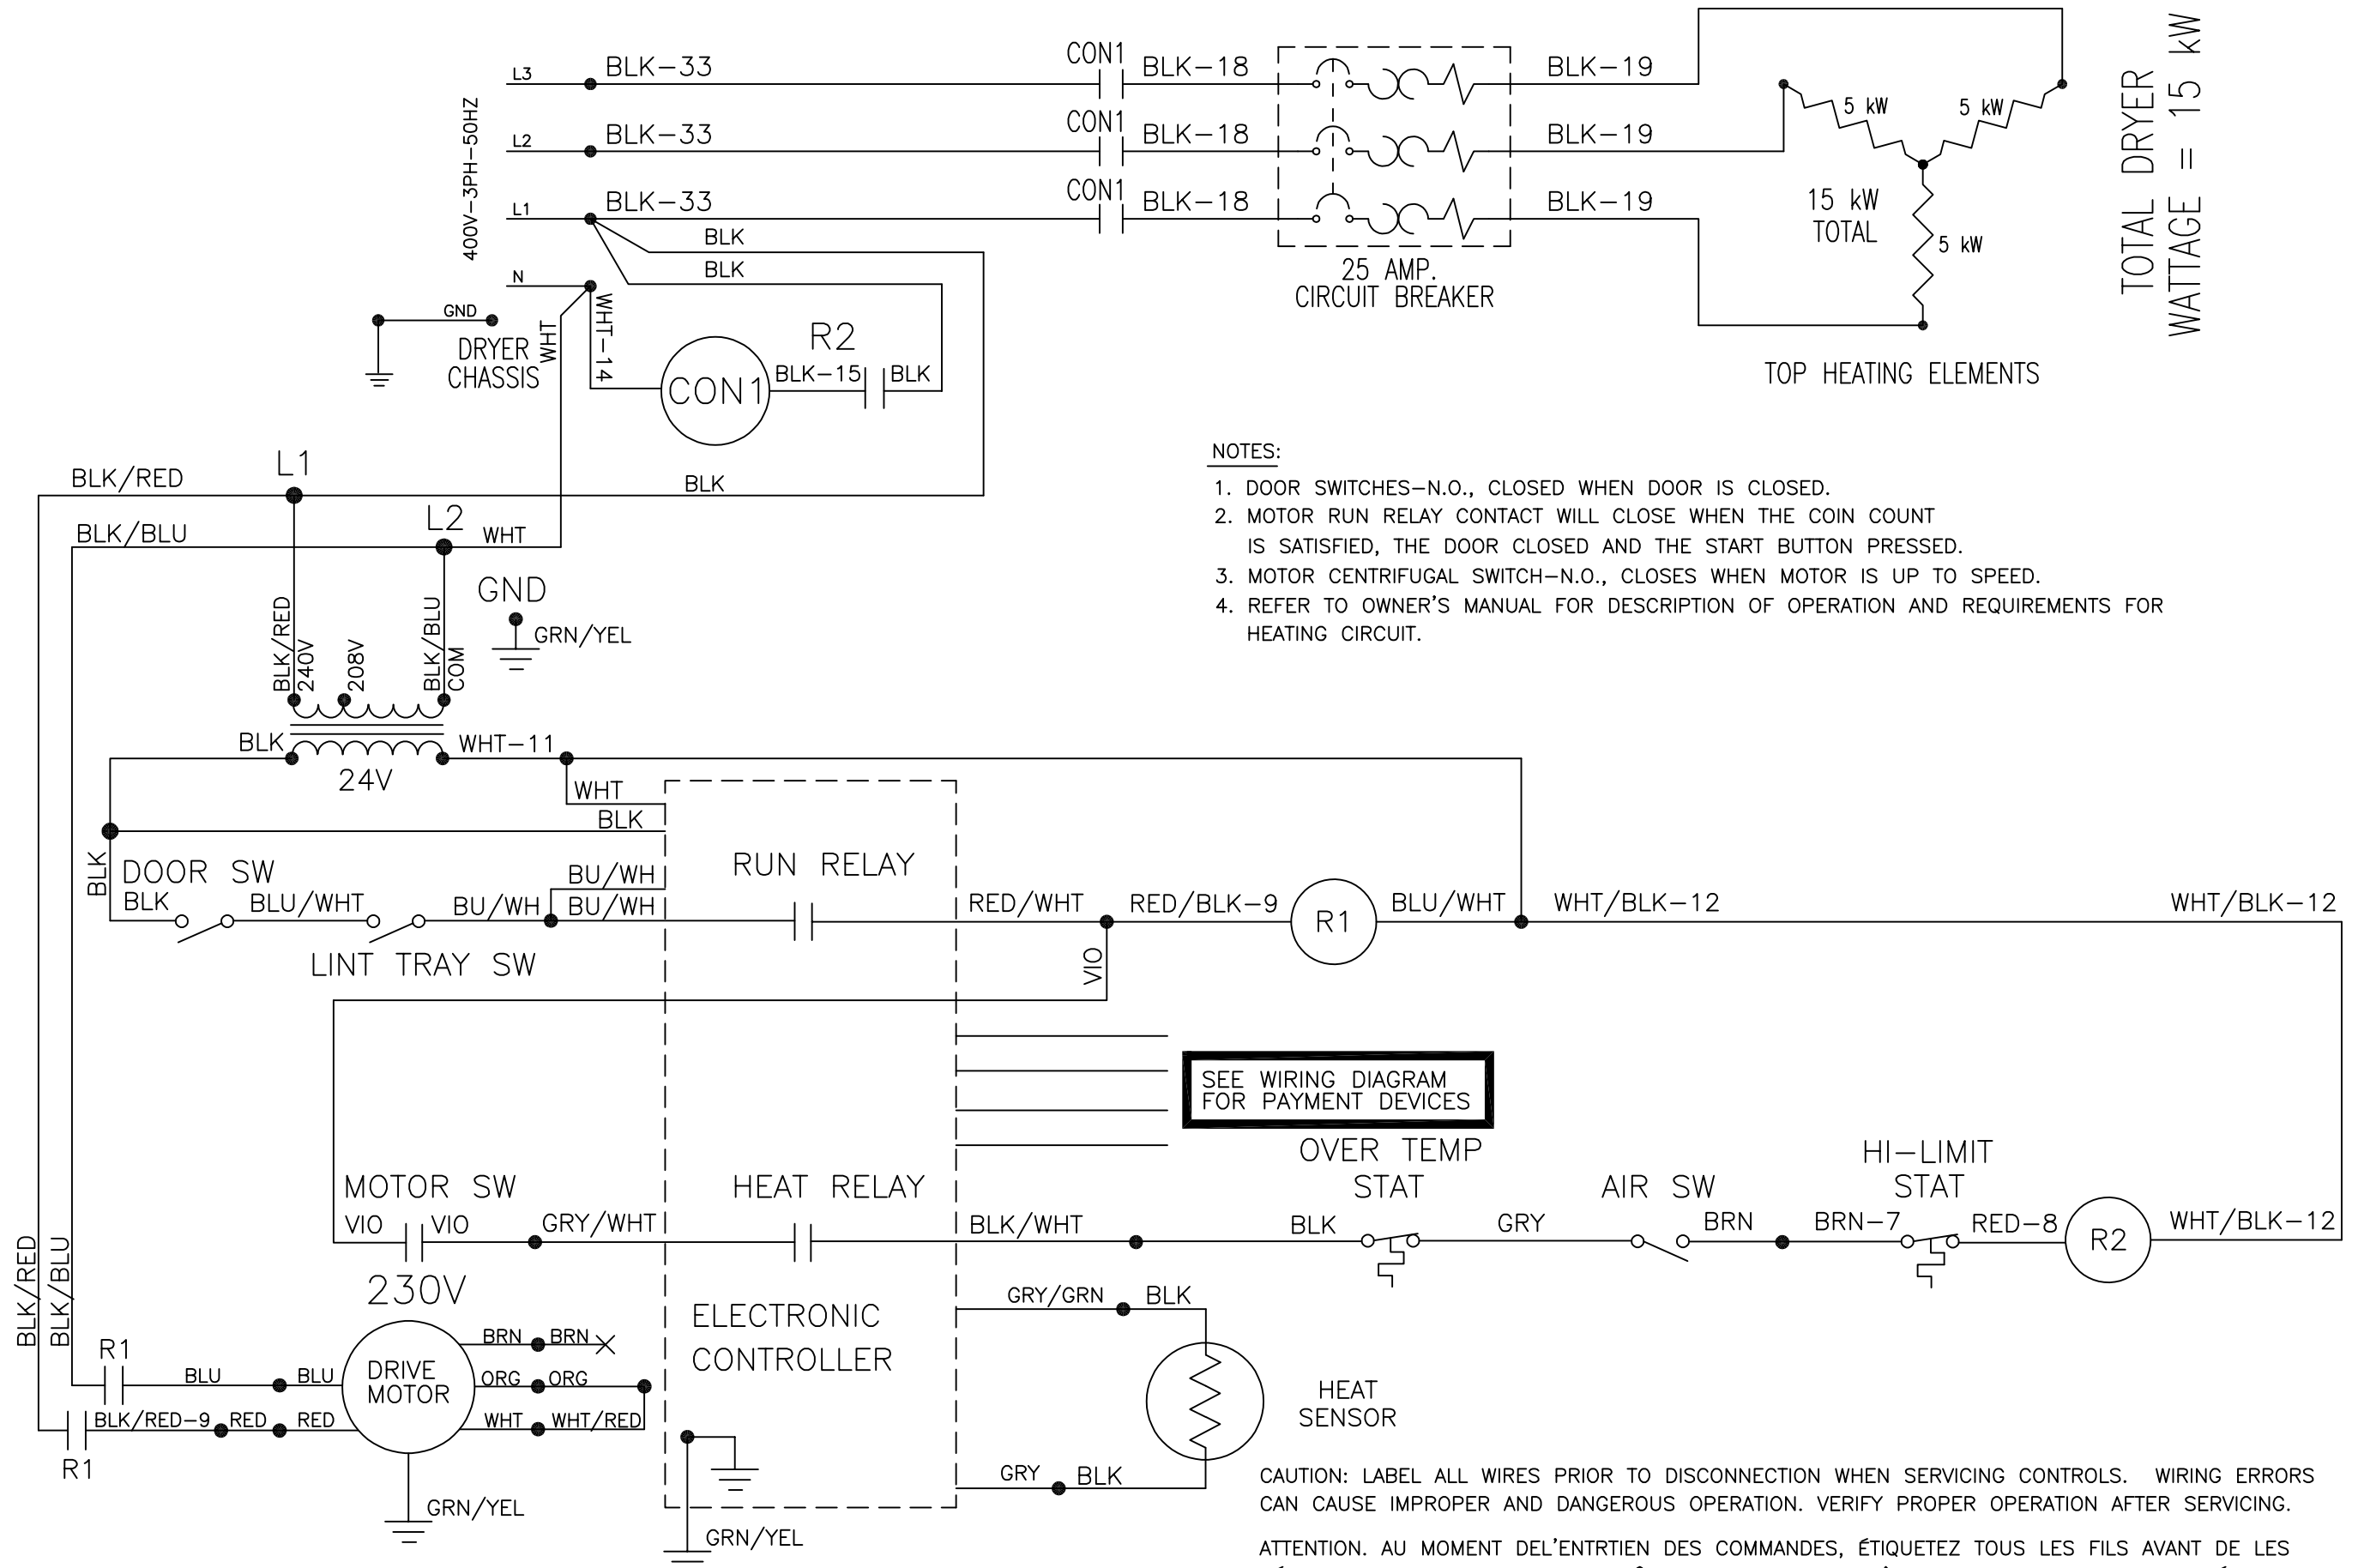 CON1
L3
BLK-33
BLK-18
BLK-19
CON1
L2
BLK-33
BLK-18
BLK-19
CON1
L1
BLK-33
BLK-18
BLK-19
400V-3PH-50HZ
5 kW
5 kW
15 kW
TOTAL
5 kW
TOTAL DRYER
WATTAGE = 15 kW
25 AMP.
CIRCUIT BREAKER
TOP HEATING ELEMENTS
BLK
BLK
N
GND
DRYER
CHASSIS
WHT
WHT-14
R2
CON1
BLK-15
BLK
L1
BLK/RED
BLK
L2
BLK/BLU
WHT
NOTES:
1. DOOR SWITCHES-N.O., CLOSED WHEN DOOR IS CLOSED.
2. MOTOR RUN RELAY CONTACT WILL CLOSE WHEN THE COIN COUNT
IS SATISFIED, THE DOOR CLOSED AND THE START BUTTON PRESSED.
3. MOTOR CENTRIFUGAL SWITCH-N.O., CLOSES WHEN MOTOR IS UP TO SPEED.
4. REFER TO OWNER'S MANUAL FOR DESCRIPTION OF OPERATION AND REQUIREMENTS FOR
HEATING CIRCUIT.
GND
GRN/YEL
BLK/RED
240V
208V
BLK/BLU
COM
BLK
WHT-11
24V
WHT
BLK
BLK
DOOR SW
BLK
BLU/WHT
BU/WH
BU/WH
BU/WH
LINT TRAY SW
RUN RELAY
RED/WHT
RED/BLK-9
R1
BLU/WHT
WHT/BLK-12
WHT/BLK-12
VIO
SEE WIRING DIAGRAM
FOR PAYMENT DEVICES
MOTOR SW
VIO
VIO
GRY/WHT
230V
HEAT RELAY
BLK/WHT
OVER TEMP
STAT
BLK
GRY
AIR SW
BRN
BRN-7
HI-LIMIT
STAT
RED-8
R2
WHT/BLK-12
BLK/RED
BLK/BLU
ELECTRONIC
CONTROLLER
GRY/GRN
BLK
R1
BLU
BLU
DRIVE
MOTOR
BRN
BRN
ORG
ORG
BLK/RED-9
RED
RED
WHT
WHT/RED
R1
HEAT
SENSOR
GRY
BLK
GRN/YEL
GRN/YEL
CAUTION: LABEL ALL WIRES PRIOR TO DISCONNECTION WHEN SERVICING CONTROLS. WIRING ERRORS
CAN CAUSE IMPROPER AND DANGEROUS OPERATION. VERIFY PROPER OPERATION AFTER SERVICING.
ATTENTION. AU MOMENT DEL'ENTRTIEN DES COMMANDES, ÉTIQUETEZ TOUS LES FILS AVANT DE LES